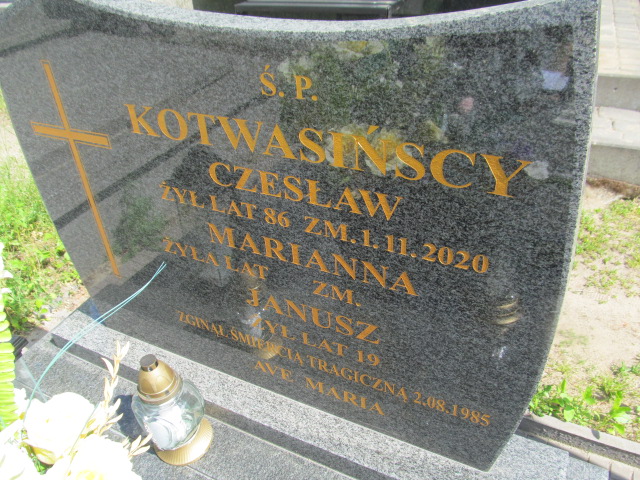 Ś. P.
KOTWASIŃSCY
CZESŁAW
ŻYŁ LAT 86 ZM. 1.11.2020
MARIANNA
ŻYŁA LAT ZM.
JANUSZ
ŻYŁ LAT 19
ZGINĄŁ ŚMIERCIĄ TRAGICZNĄ 2.08.1985
AVE MARIA